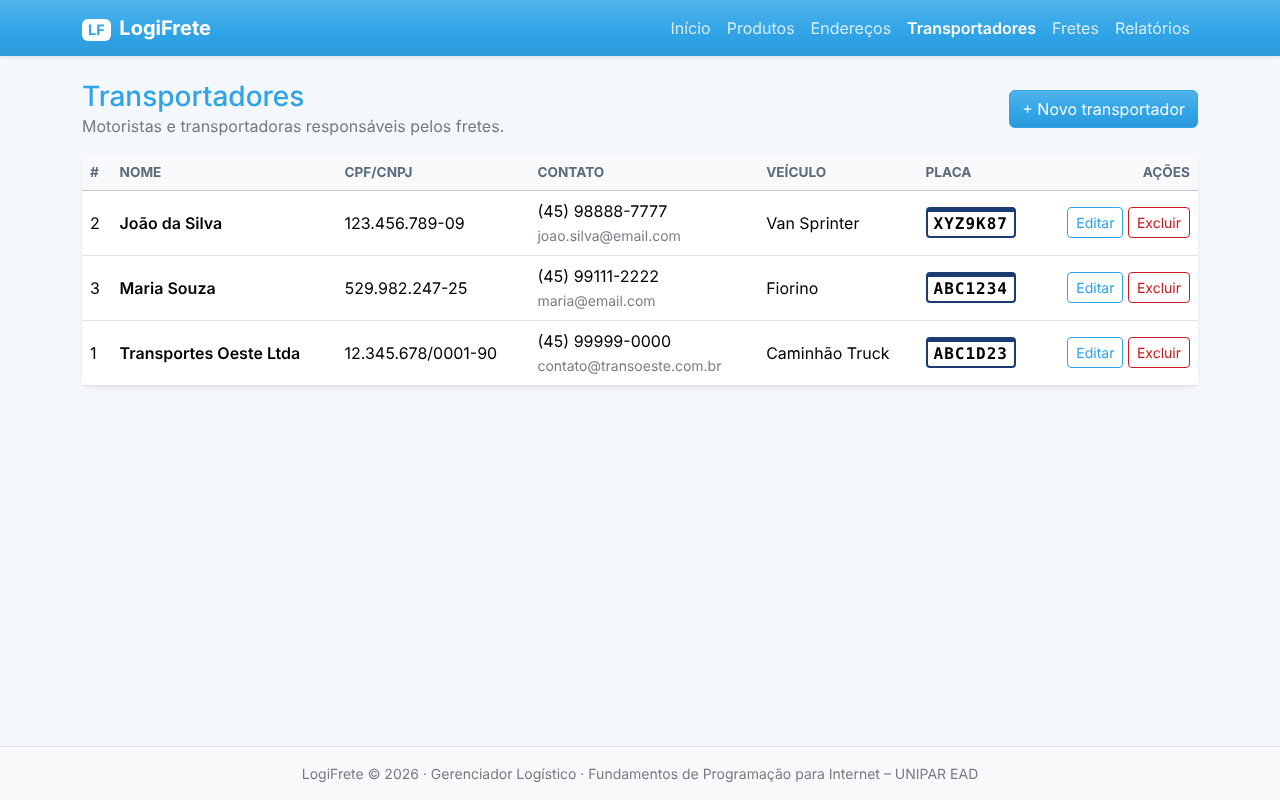 LF LogiFrete Início Produtos Endereços Transportadores Fretes Relatórios
Transportadores
Motoristas e transportadoras responsáveis pelos fretes.
+ Novo transportador
# NOME CPF/CNPJ CONTATO VEÍCULO PLACA AÇÕES
2 João da Silva 123.456.789-09 (45) 98888-7777 Van Sprinter XYZ9K87 Editar Excluir
joao.silva@email.com
3 Maria Souza 529.982.247-25 (45) 99111-2222 Fiorino ABC1234 Editar Excluir
maria@email.com
1 Transportes Oeste Ltda 12.345.678/0001-90 (45) 99999-0000 Caminhão Truck ABC1D23 Editar Excluir
contato@transoeste.com.br
LogiFrete © 2026 · Gerenciador Logístico · Fundamentos de Programação para Internet – UNIPAR EAD